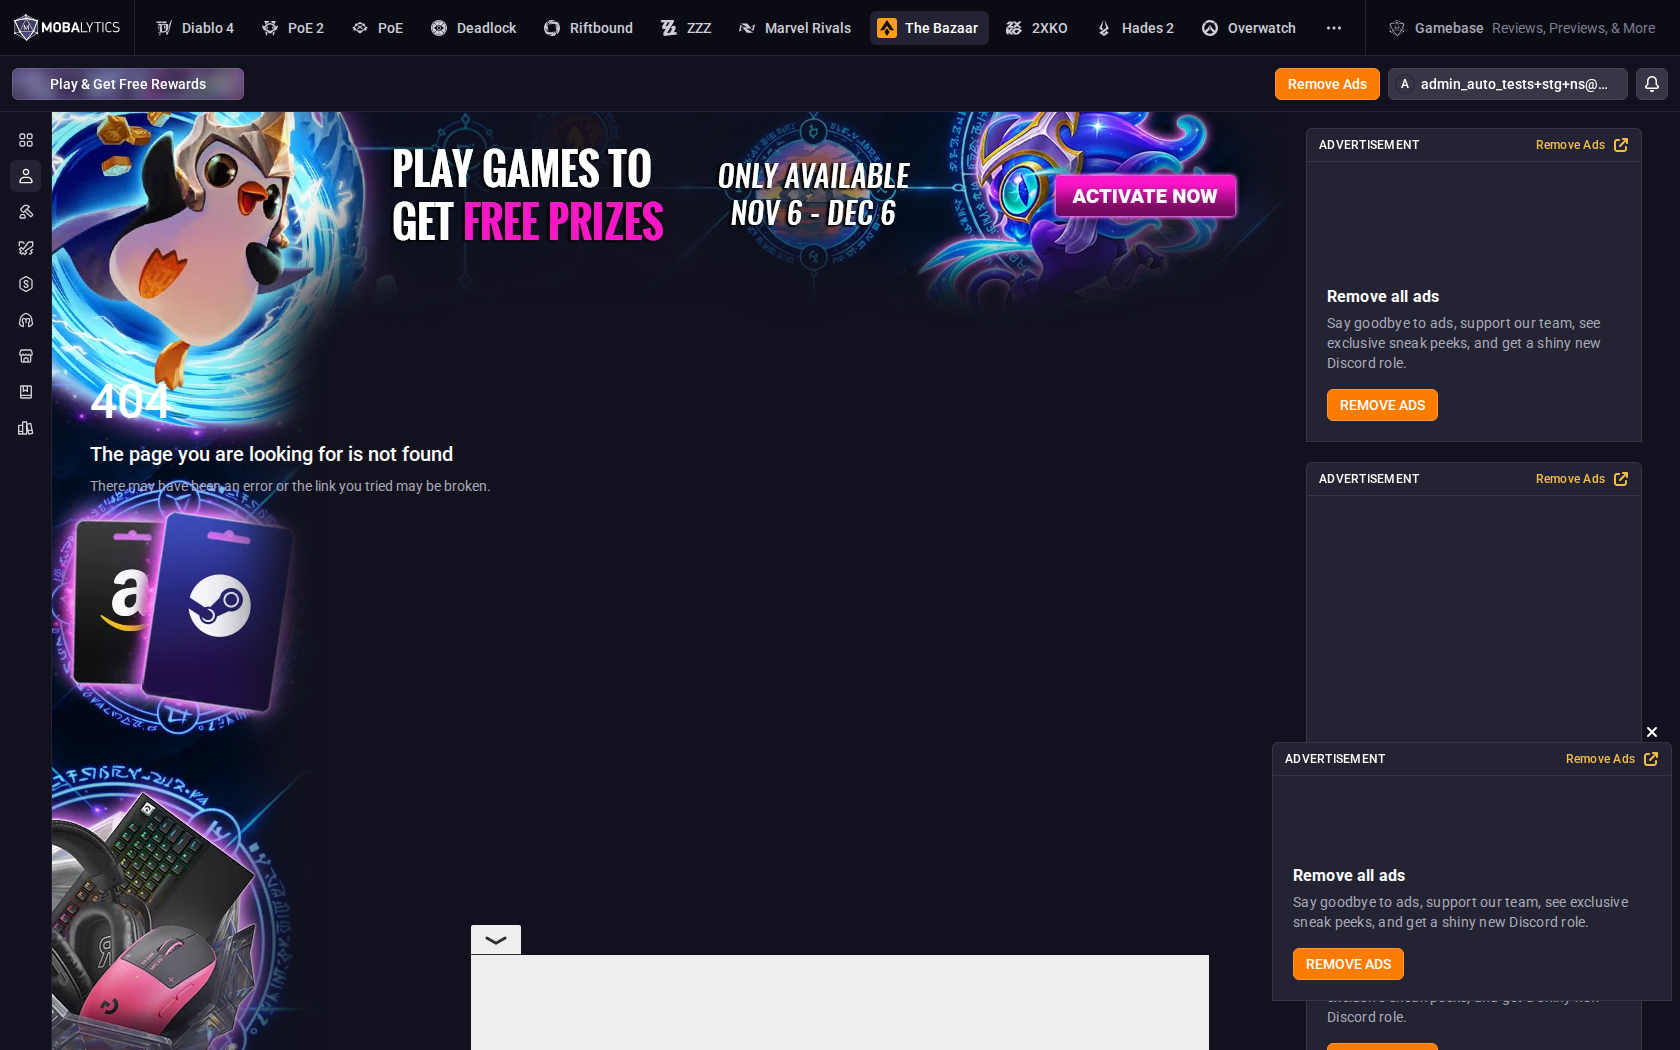 MOBALYTICS
Diablo 4
PoE 2
PoE
Deadlock
Riftbound
ZZZ
Marvel Rivals
The Bazaar
2XKO
Hades 2
Overwatch
Gamebase Reviews, Previews, & More
Play & Get Free Rewards
Remove Ads
A admin_auto_tests+stg+ns@...
PLAY GAMES TO
GET FREE PRIZES
ONLY AVAILABLE
NOV 6 - DEC 6
ACTIVATE NOW
ADVERTISEMENT
Remove Ads
Remove all ads
Say goodbye to ads, support our team, see
exclusive sneak peeks, and get a shiny new
Discord role.
REMOVE ADS
404
The page you are looking for is not found
There may have been an error or the link you tried may be broken.
ADVERTISEMENT
Remove Ads
ADVERTISEMENT
Remove Ads
Remove all ads
Say goodbye to ads, support our team, see exclusive
sneak peeks, and get a shiny new Discord role.
REMOVE ADS
Discord role.